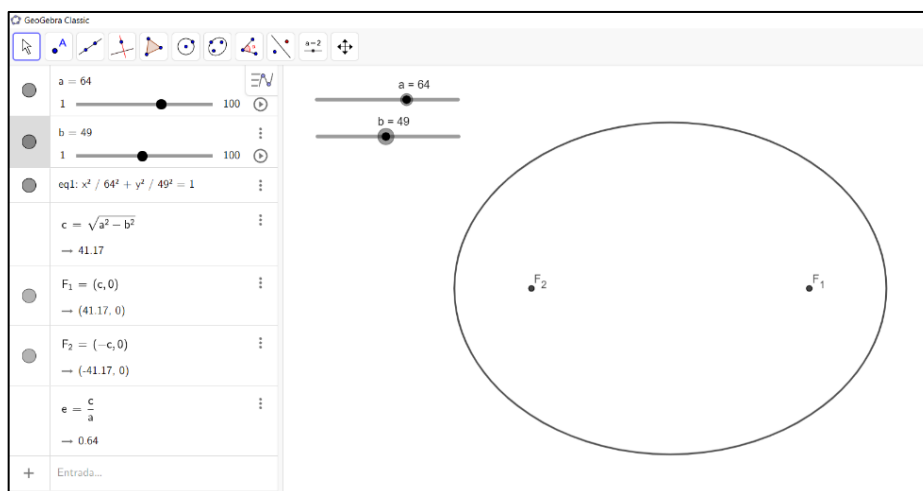 GeoGebra Classic
A
a=2
a = 64
1 100
b = 49
1 100
eq1: x² / 64² + y² / 49² = 1
c = √a² − b²
→ 41.17
F₁ = (c, 0)
→ (41.17, 0)
F₂ = (−c, 0)
→ (-41.17, 0)
e = c/a
→ 0.64
+ Entrada...
a = 64
b = 49
F₂
F₁